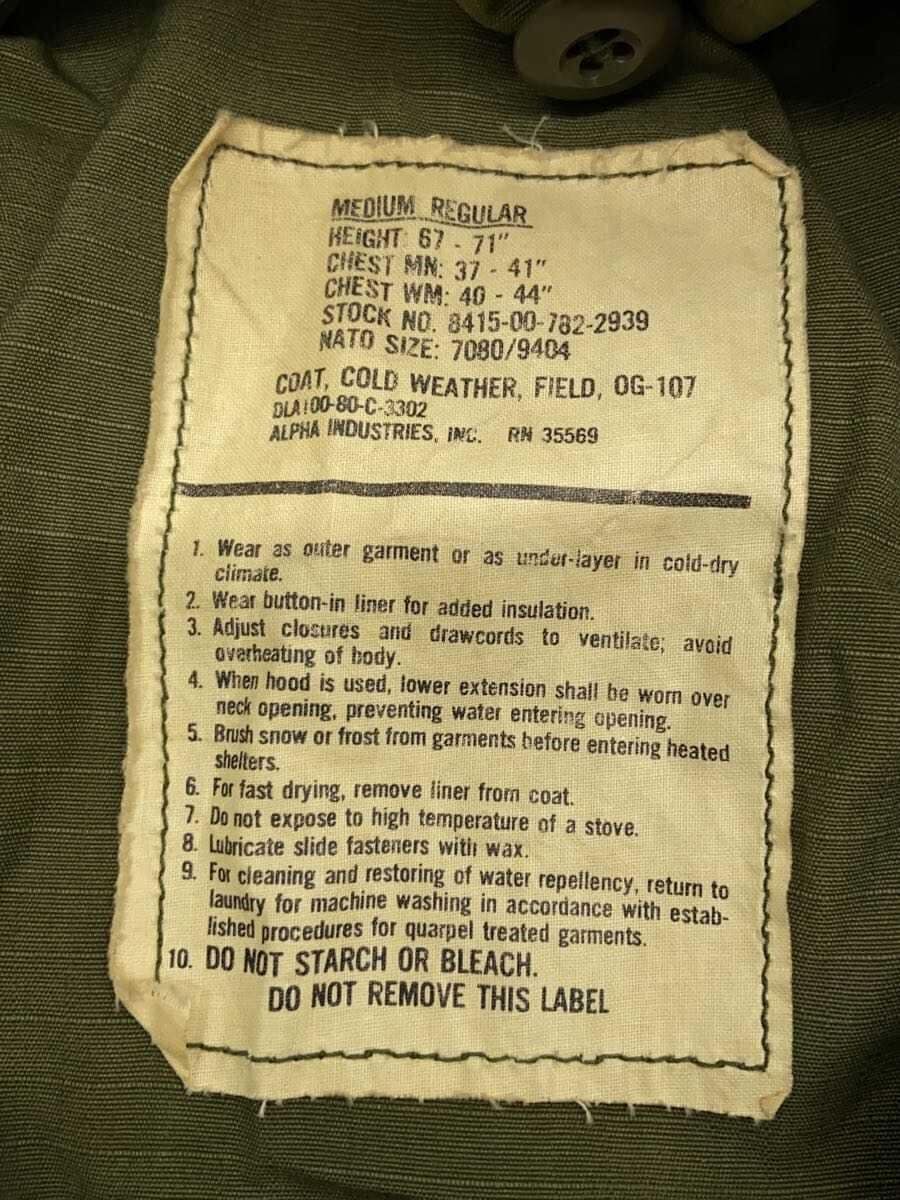 MEDIUM REGULAR
HEIGHT: 67 - 71"
CHEST MN: 37 - 41"
CHEST WM: 40 - 44"
STOCK NO. 8415-00-782-2939
NATO SIZE: 7080/9404
COAT, COLD WEATHER, FIELD, OG-107
DLA100-80-C-3302
ALPHA INDUSTRIES, INC. RN 35569
1. Wear as outer garment or as under-layer in cold-dry
climate.
2. Wear button-in liner for added insulation.
3. Adjust closures and drawcords to ventilate; avoid
overheating of body.
4. When hood is used, lower extension shall be worn over
neck opening, preventing water entering opening.
5. Brush snow or frost from garments before entering heated
shelters.
6. For fast drying, remove liner from coat.
7. Do not expose to high temperature of a stove.
8. Lubricate slide fasteners with wax.
9. For cleaning and restoring of water repellency, return to
laundry for machine washing in accordance with estab-
lished procedures for quarpel treated garments.
10. DO NOT STARCH OR BLEACH.
DO NOT REMOVE THIS LABEL